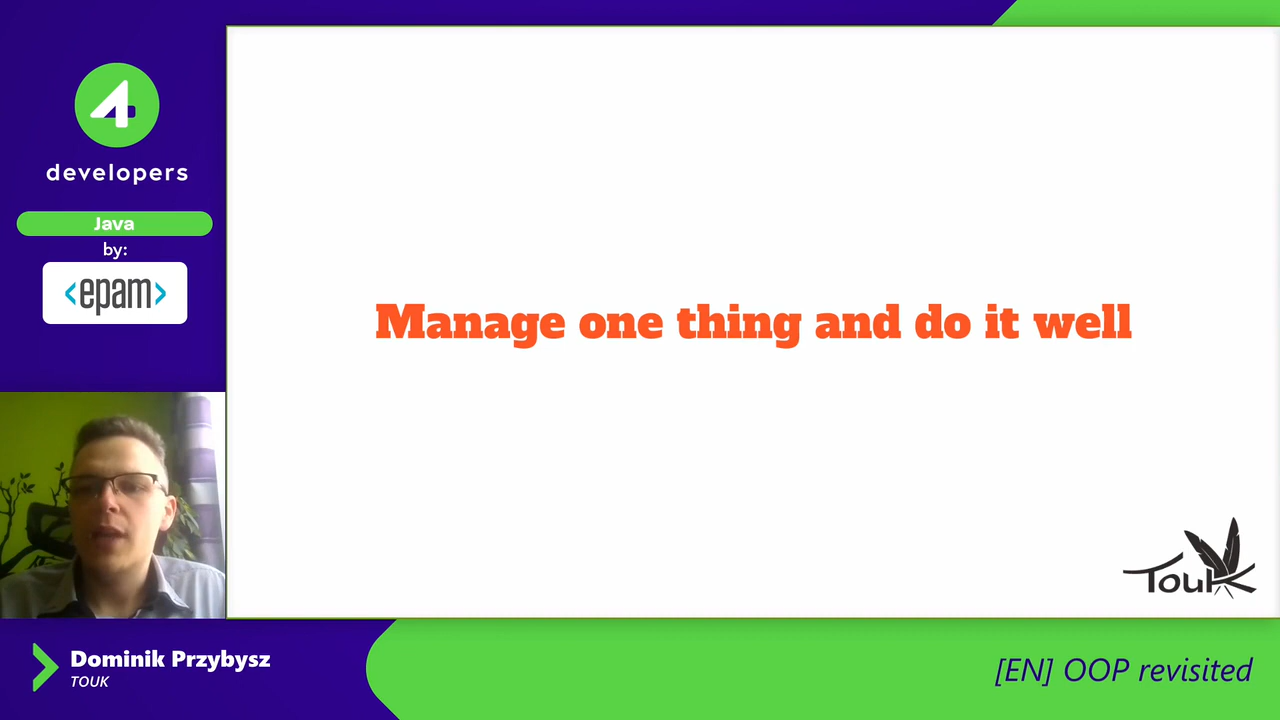 4
developers
Java
by:
<epam>
Manage one thing and do it well
Touk
Dominik Przybysz
TOUK
[EN] OOP revisited